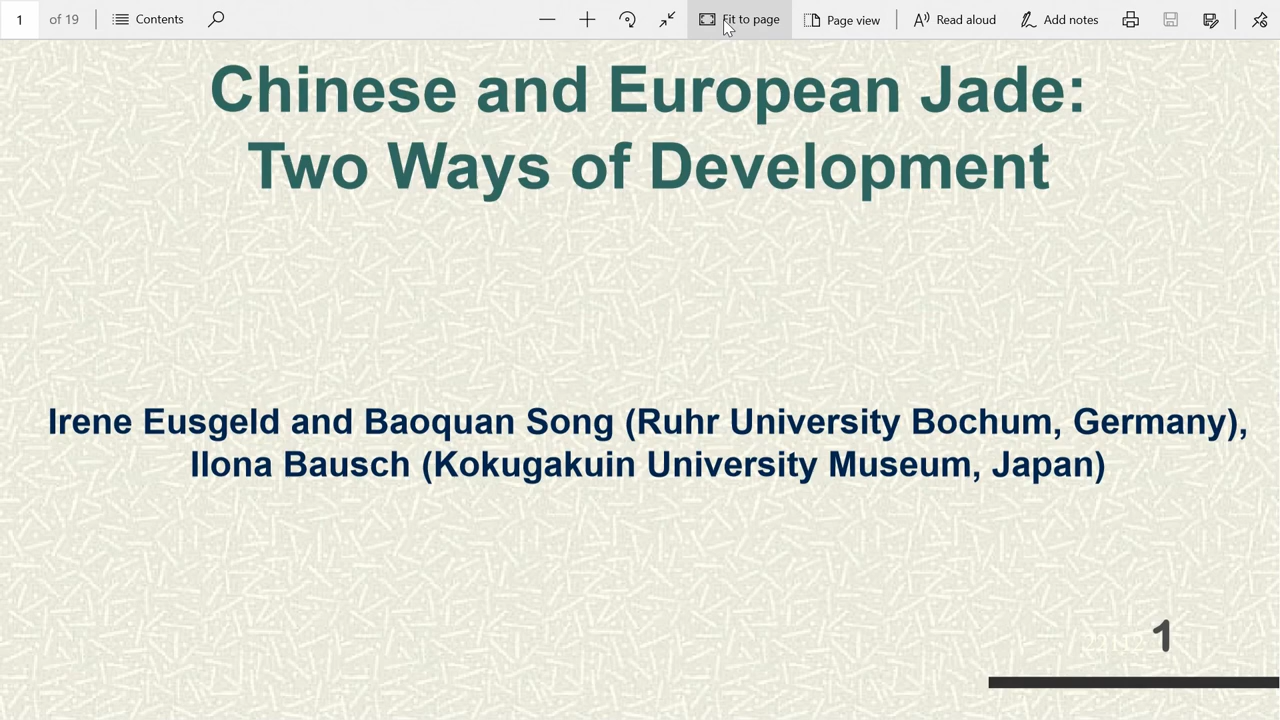 1 of 19 Contents Fit to page Page view Read aloud Add notes
Chinese and European Jade:
Two Ways of Development
Irene Eusgeld and Baoquan Song (Ruhr University Bochum, Germany),
Ilona Bausch (Kokugakuin University Museum, Japan)
1